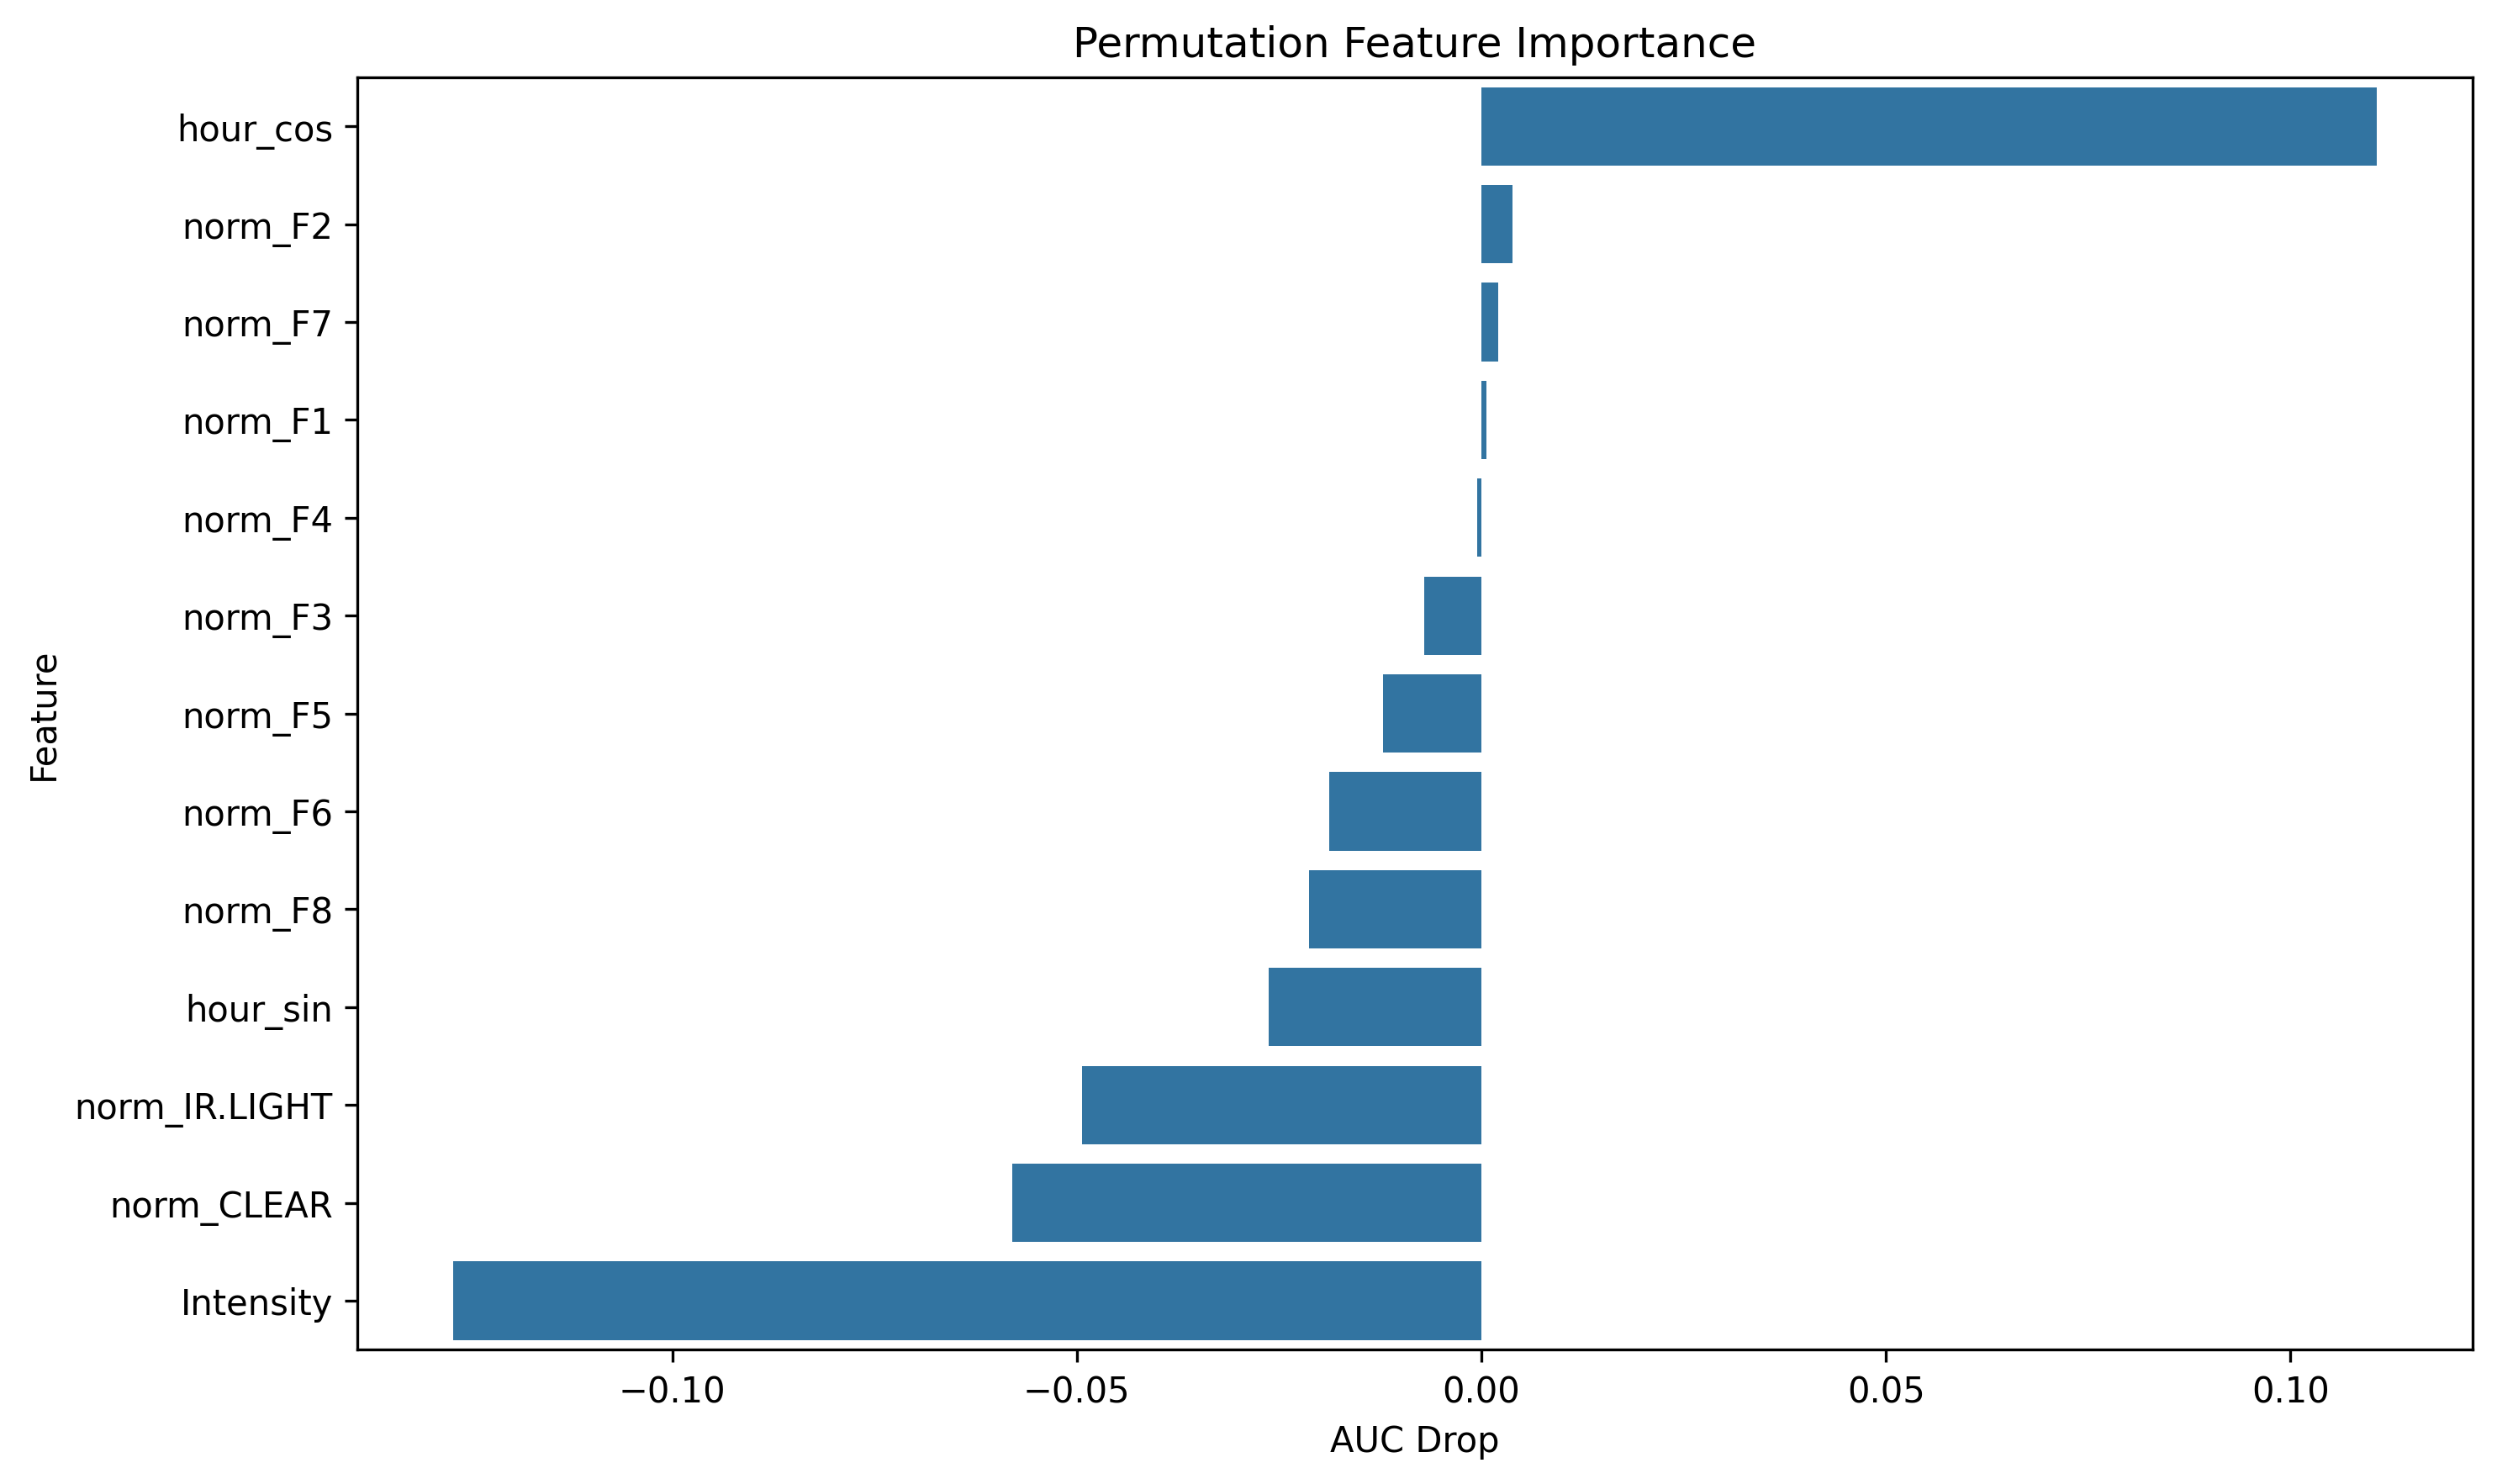 Permutation Feature Importance
hour_cos
norm_F2
norm_F7
norm_F1
norm_F4
norm_F3
norm_F5
norm_F6
norm_F8
hour_sin
norm_IR.LIGHT
norm_CLEAR
Intensity
Feature
−0.10 −0.05 0.00 0.05 0.10
AUC Drop